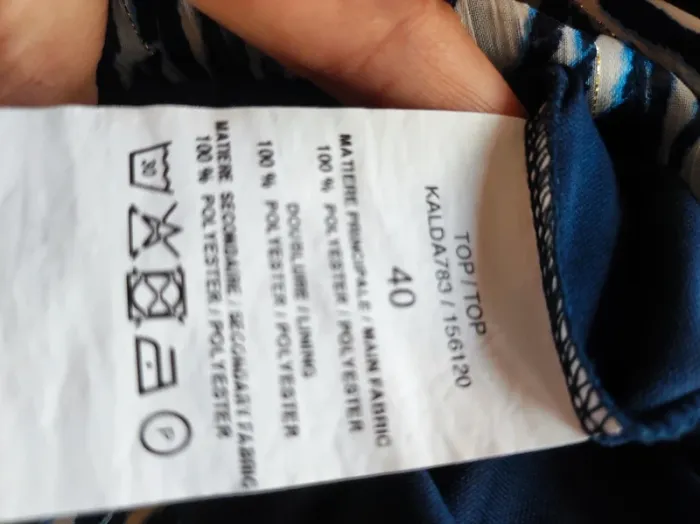 TOP / TOP
KALDA783 / 156120
40
MATIERE PRINCIPALE / MAIN FABRIC
100 % POLYESTER / POLYESTER
DOUBLURE / LINING
100 % POLYESTER / POLYESTER
MATIERE SECONDAIRE / SECONDARY FABRIC
100 % POLYESTER / POLYESTER
30
P